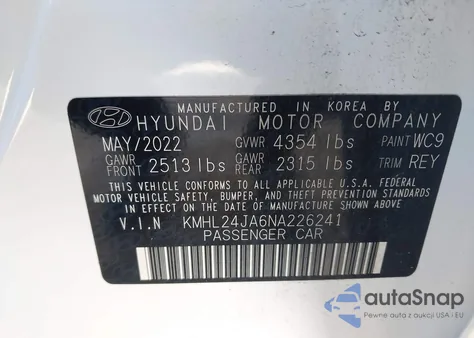 MANUFACTURED IN KOREA BY
HYUNDAI MOTOR COMPANY
MAY/2022 GVWR 4354 lbs PAINT WC9
GAWR FRONT 2513 lbs GAWR REAR 2315 lbs TRIM REY
THIS VEHICLE CONFORMS TO ALL APPLICABLE U.S.A. FEDERAL
MOTOR VEHICLE SAFETY, BUMPER, AND THEFT PREVENTION STANDARDS
IN EFFECT ON THE DATE OF MANUFACTURE SHOWN ABOVE.
V.I.N KMHL24JA6NA226241
PASSENGER CAR
autoSnap
Pewne auta z aukcji USA i EU